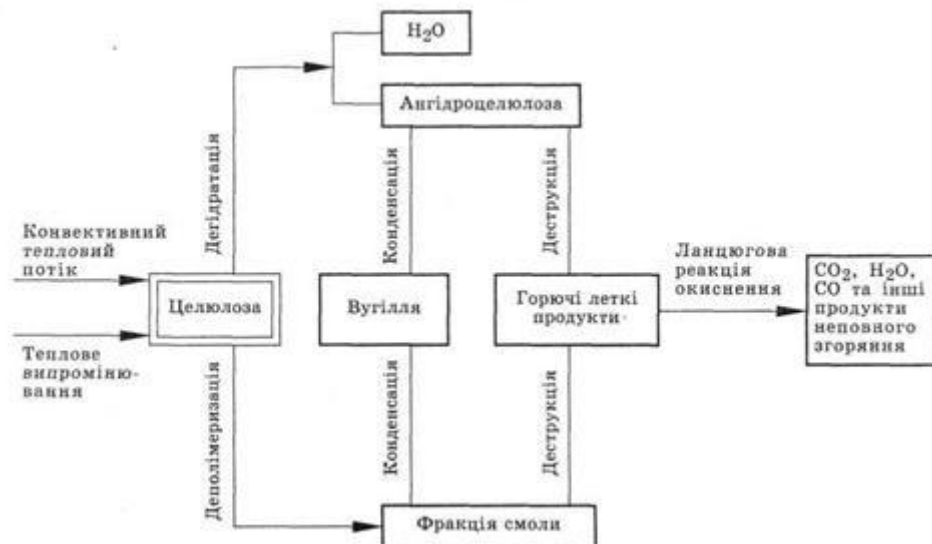 H₂O
Ангідроцелюлоза
Дегідратація
Конденсація
Деструкція
Конвективний
тепловий
потік
Целюлоза
Вугілля
Горючі леткі
продукти
Ланцюгова
реакція
окиснення
CO₂, H₂O,
CO та інші
продукти
неповного
згоряння
Теплове
випроміню-
вання
Деполімеризація
Конденсація
Деструкція
Фракція смоли